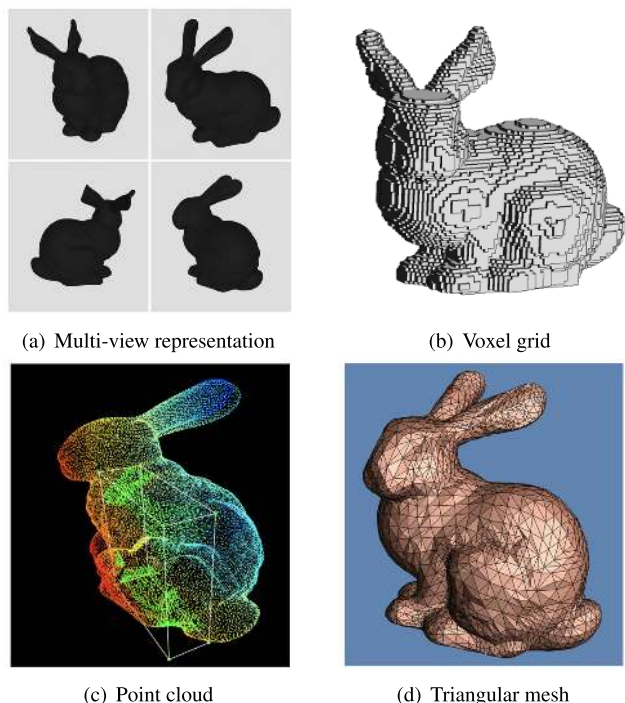 (a) Multi-view representation
(b) Voxel grid
(c) Point cloud
(d) Triangular mesh